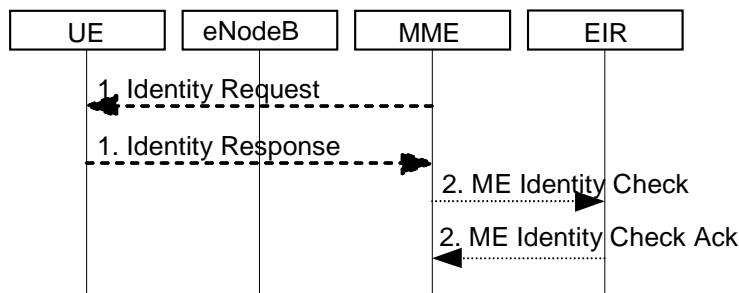 UE
eNodeB
MME
EIR
1. Identity Request
1. Identity Response
2. ME Identity Check
2. ME Identity Check Ack